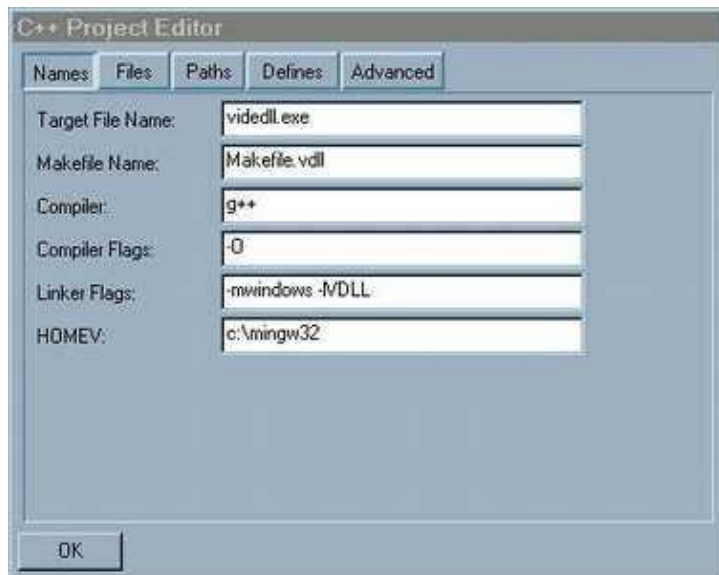 C++ Project Editor
Names Files Paths Defines Advanced
Target File Name: videdll.exe
Makefile Name: Makefile.vdll
Compiler: g++
Compiler Flags: -O
Linker Flags: -mwindows -lVDLL
HOMEV: c:\mingw32
OK